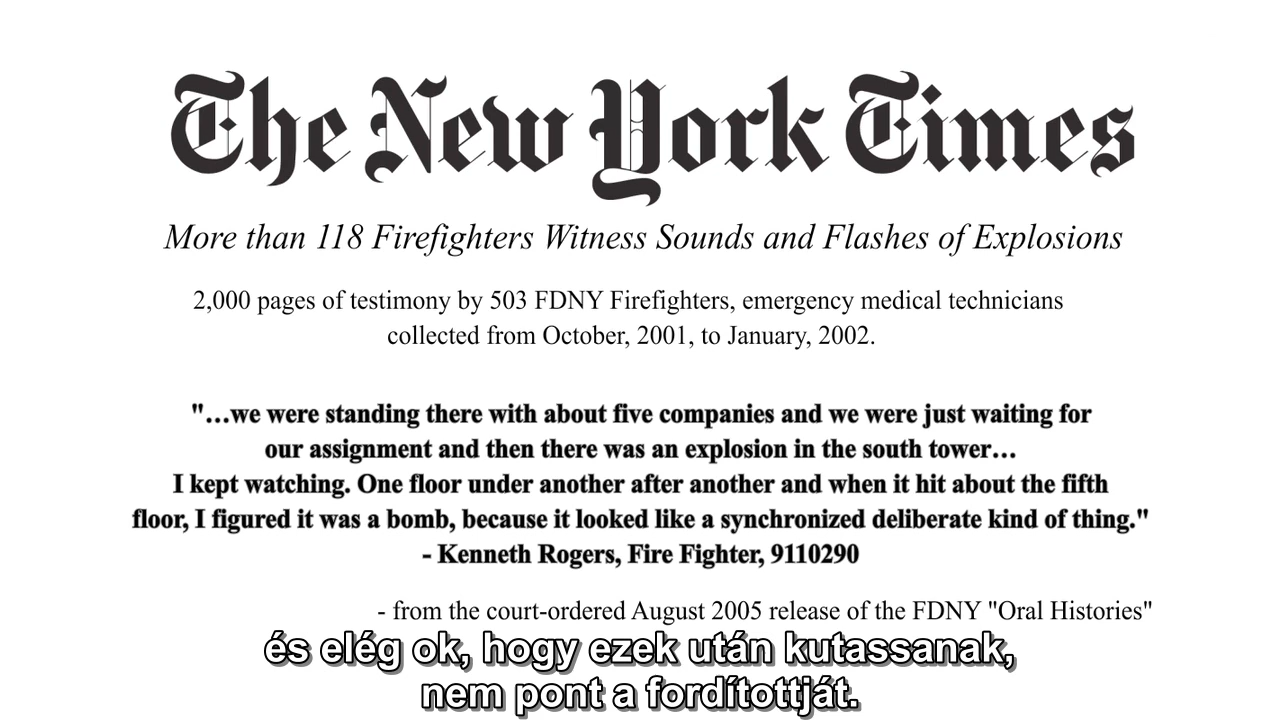 The New York Times
More than 118 Firefighters Witness Sounds and Flashes of Explosions
2,000 pages of testimony by 503 FDNY Firefighters, emergency medical technicians
collected from October, 2001, to January, 2002.
"...we were standing there with about five companies and we were just waiting for
our assignment and then there was an explosion in the south tower...
I kept watching. One floor under another after another and when it hit about the fifth
floor, I figured it was a bomb, because it looked like a synchronized deliberate kind of thing."
- Kenneth Rogers, Fire Fighter, 9110290
- from the court-ordered August 2005 release of the FDNY "Oral Histories"
és elég ok, hogy ezek után kutassanak,
nem pont a fordítottját.